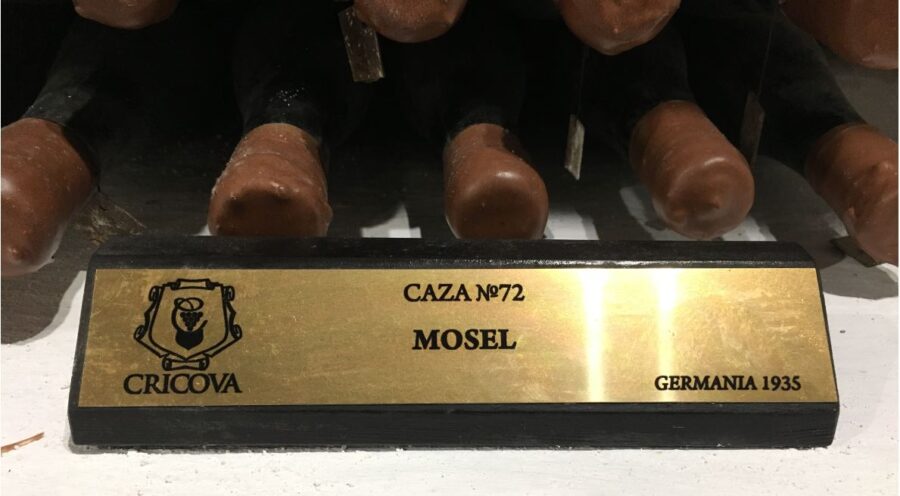 CAZA №72
MOSEL
CRICOVA
GERMANIA 1935